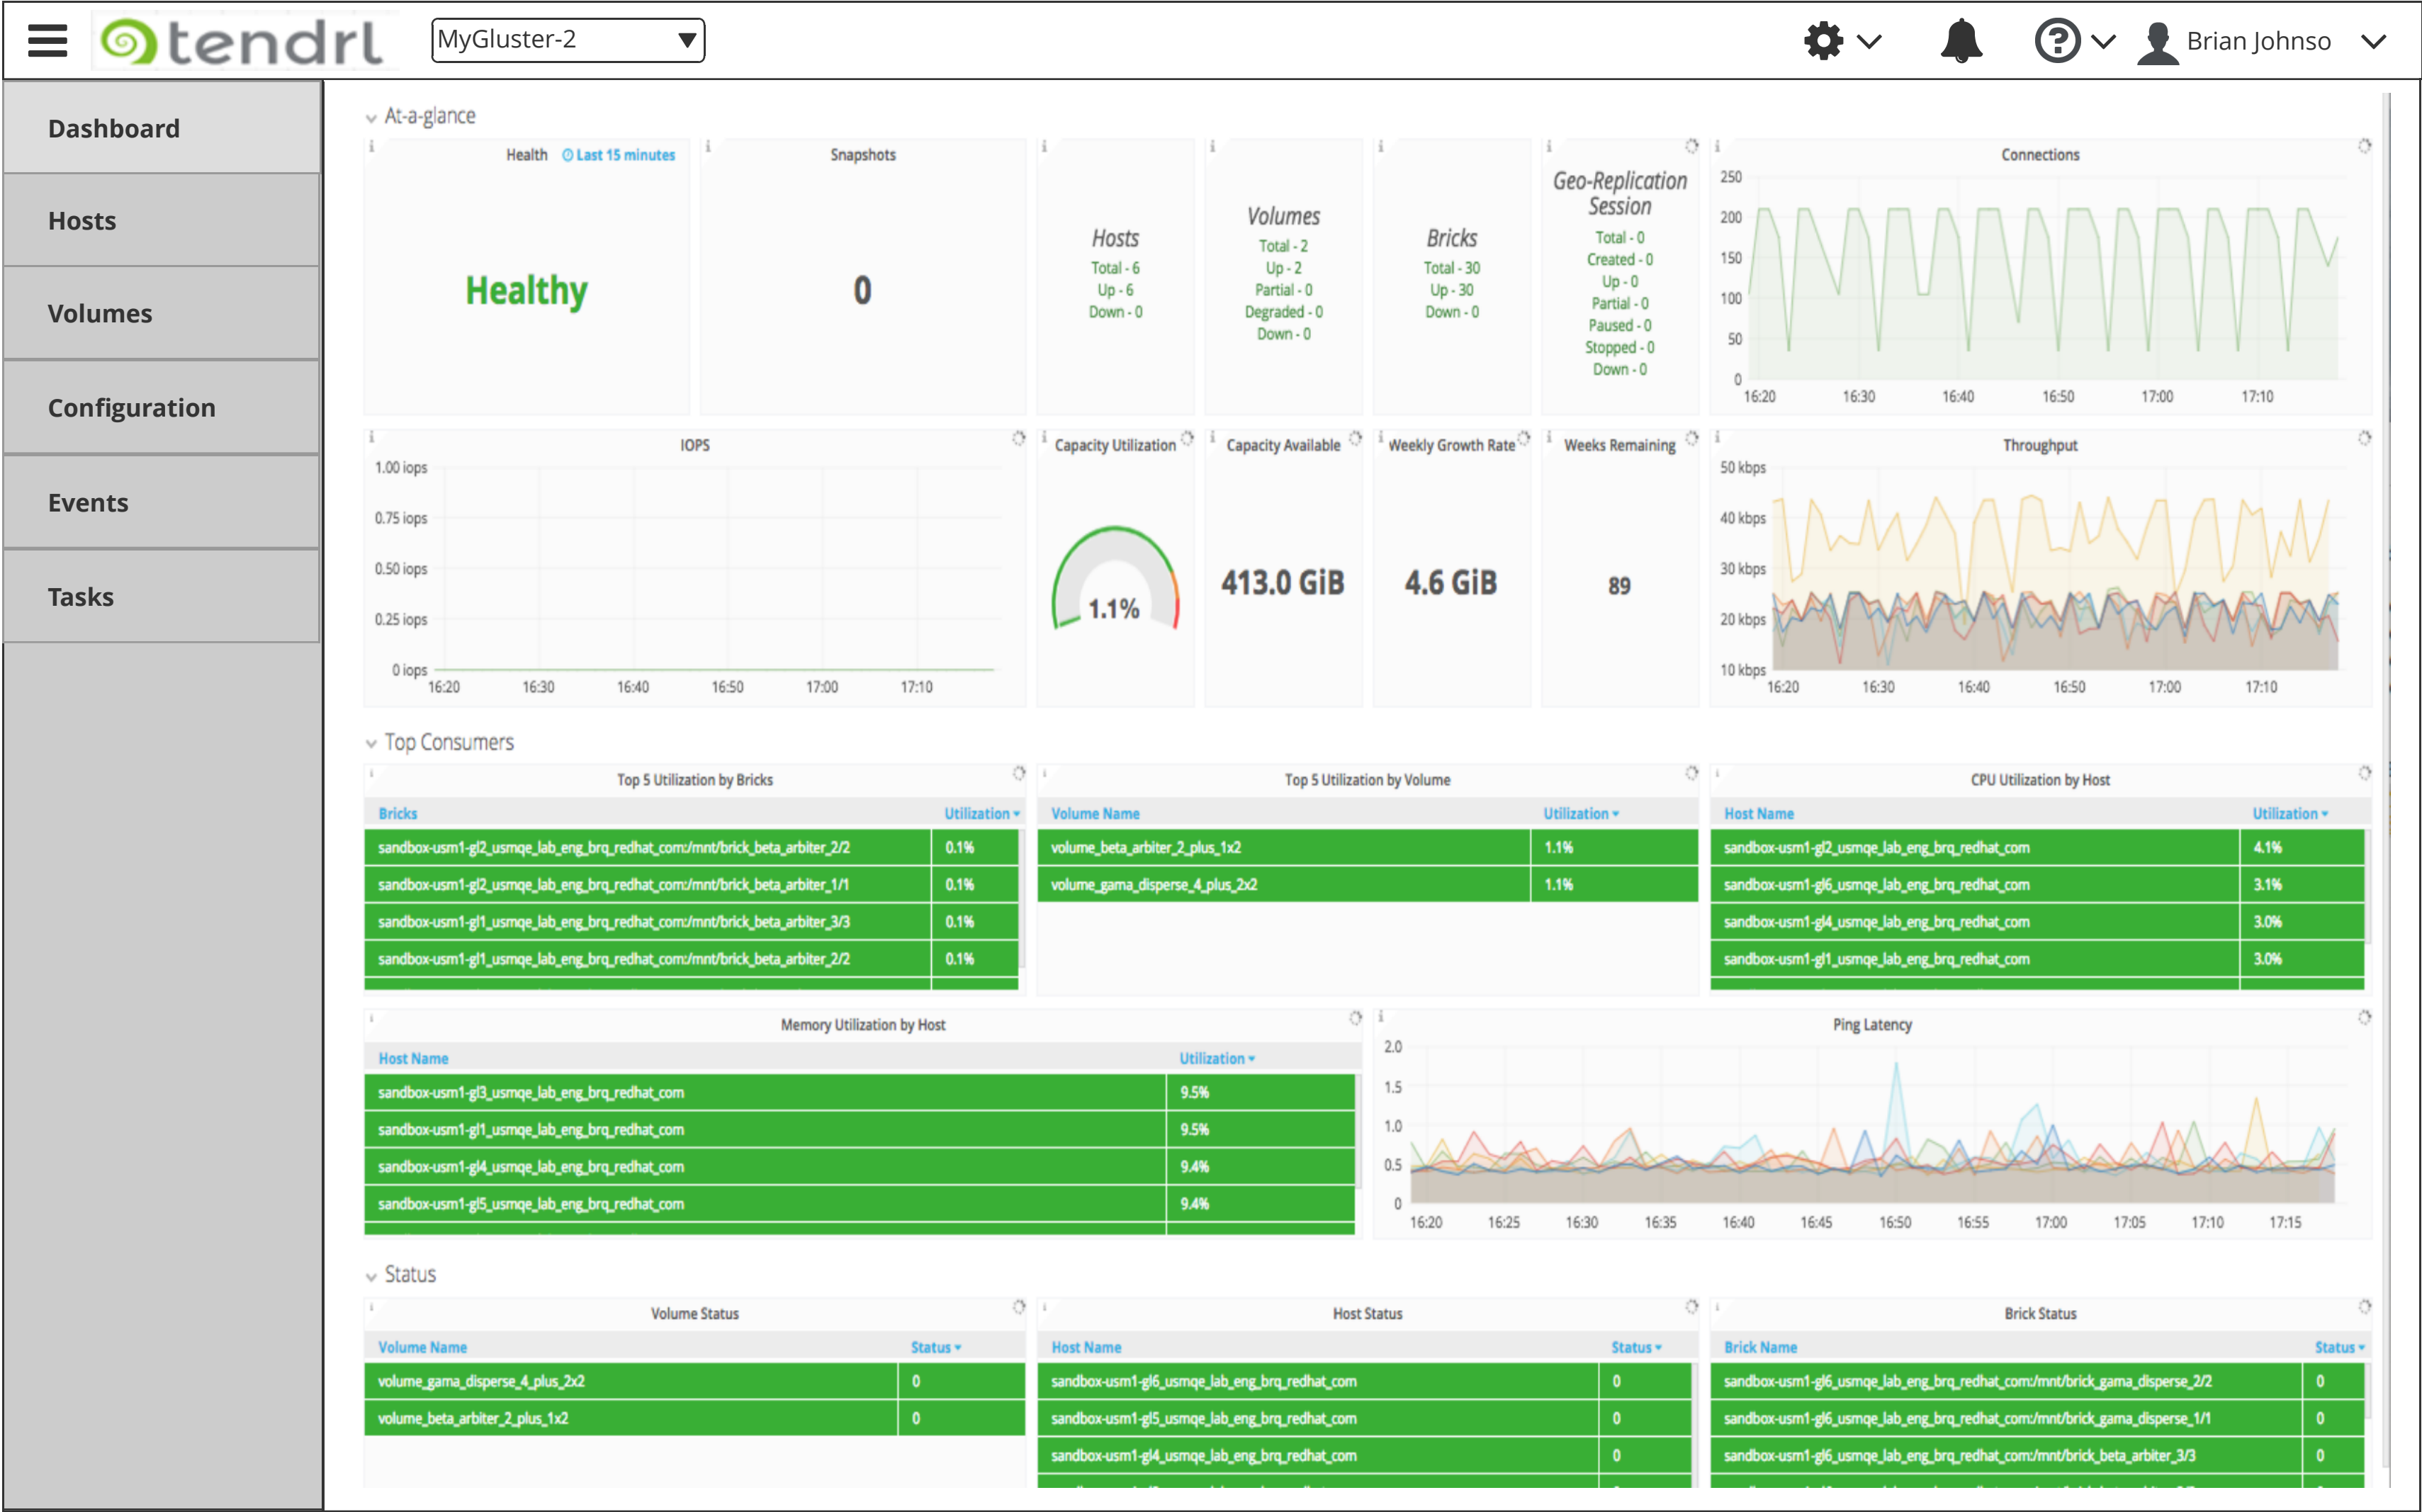 tendrl
MyGluster-2
Brian Johnso
Dashboard
Hosts
Volumes
Configuration
Events
Tasks
At-a-glance
Health Last 15 minutes
Healthy
Snapshots
0
Hosts
Total - 6
Up - 6
Down - 0
Volumes
Total - 2
Up - 2
Partial - 0
Degraded - 0
Down - 0
Bricks
Total - 30
Up - 30
Down - 0
Geo-Replication
Session
Total - 0
Created - 0
Up - 0
Partial - 0
Paused - 0
Stopped - 0
Down - 0
Connections
250
200
150
100
50
0
16:20 16:30 16:40 16:50 17:00 17:10
IOPS
1.00 iops
0.75 iops
0.50 iops
0.25 iops
0 iops
16:20 16:30 16:40 16:50 17:00 17:10
Capacity Utilization
1.1%
Capacity Available
413.0 GiB
Weekly Growth Rate
4.6 GiB
Weeks Remaining
89
Throughput
50 kbps
40 kbps
30 kbps
20 kbps
10 kbps
16:20 16:30 16:40 16:50 17:00 17:10
Top Consumers
Top 5 Utilization by Bricks
Bricks Utilization
sandbox-usm1-gl2_usmqe_lab_eng_brq_redhat_com:/mnt/brick_beta_arbiter_2/2 0.1%
sandbox-usm1-gl2_usmqe_lab_eng_brq_redhat_com:/mnt/brick_beta_arbiter_1/1 0.1%
sandbox-usm1-gl1_usmqe_lab_eng_brq_redhat_com:/mnt/brick_beta_arbiter_3/3 0.1%
sandbox-usm1-gl1_usmqe_lab_eng_brq_redhat_com:/mnt/brick_beta_arbiter_2/2 0.1%
Top 5 Utilization by Volume
Volume Name Utilization
volume_beta_arbiter_2_plus_1x2 1.1%
volume_gama_disperse_4_plus_2x2 1.1%
CPU Utilization by Host
Host Name Utilization
sandbox-usm1-gl2_usmqe_lab_eng_brq_redhat_com 4.1%
sandbox-usm1-gl6_usmqe_lab_eng_brq_redhat_com 3.1%
sandbox-usm1-gl4_usmqe_lab_eng_brq_redhat_com 3.0%
sandbox-usm1-gl1_usmqe_lab_eng_brq_redhat_com 3.0%
Memory Utilization by Host
Host Name Utilization
sandbox-usm1-gl3_usmqe_lab_eng_brq_redhat_com 9.5%
sandbox-usm1-gl1_usmqe_lab_eng_brq_redhat_com 9.5%
sandbox-usm1-gl4_usmqe_lab_eng_brq_redhat_com 9.4%
sandbox-usm1-gl5_usmqe_lab_eng_brq_redhat_com 9.4%
Ping Latency
2.0
1.5
1.0
0.5
0
16:20 16:25 16:30 16:35 16:40 16:45 16:50 16:55 17:00 17:05 17:10 17:15
Status
Volume Status
Volume Name Status
volume_gama_disperse_4_plus_2x2 0
volume_beta_arbiter_2_plus_1x2 0
Host Status
Host Name Status
sandbox-usm1-gl6_usmqe_lab_eng_brq_redhat_com 0
sandbox-usm1-gl5_usmqe_lab_eng_brq_redhat_com 0
sandbox-usm1-gl4_usmqe_lab_eng_brq_redhat_com 0
Brick Status
Brick Name Status
sandbox-usm1-gl6_usmqe_lab_eng_brq_redhat_com:/mnt/brick_gama_disperse_2/2 0
sandbox-usm1-gl6_usmqe_lab_eng_brq_redhat_com:/mnt/brick_gama_disperse_1/1 0
sandbox-usm1-gl6_usmqe_lab_eng_brq_redhat_com:/mnt/brick_beta_arbiter_3/3 0